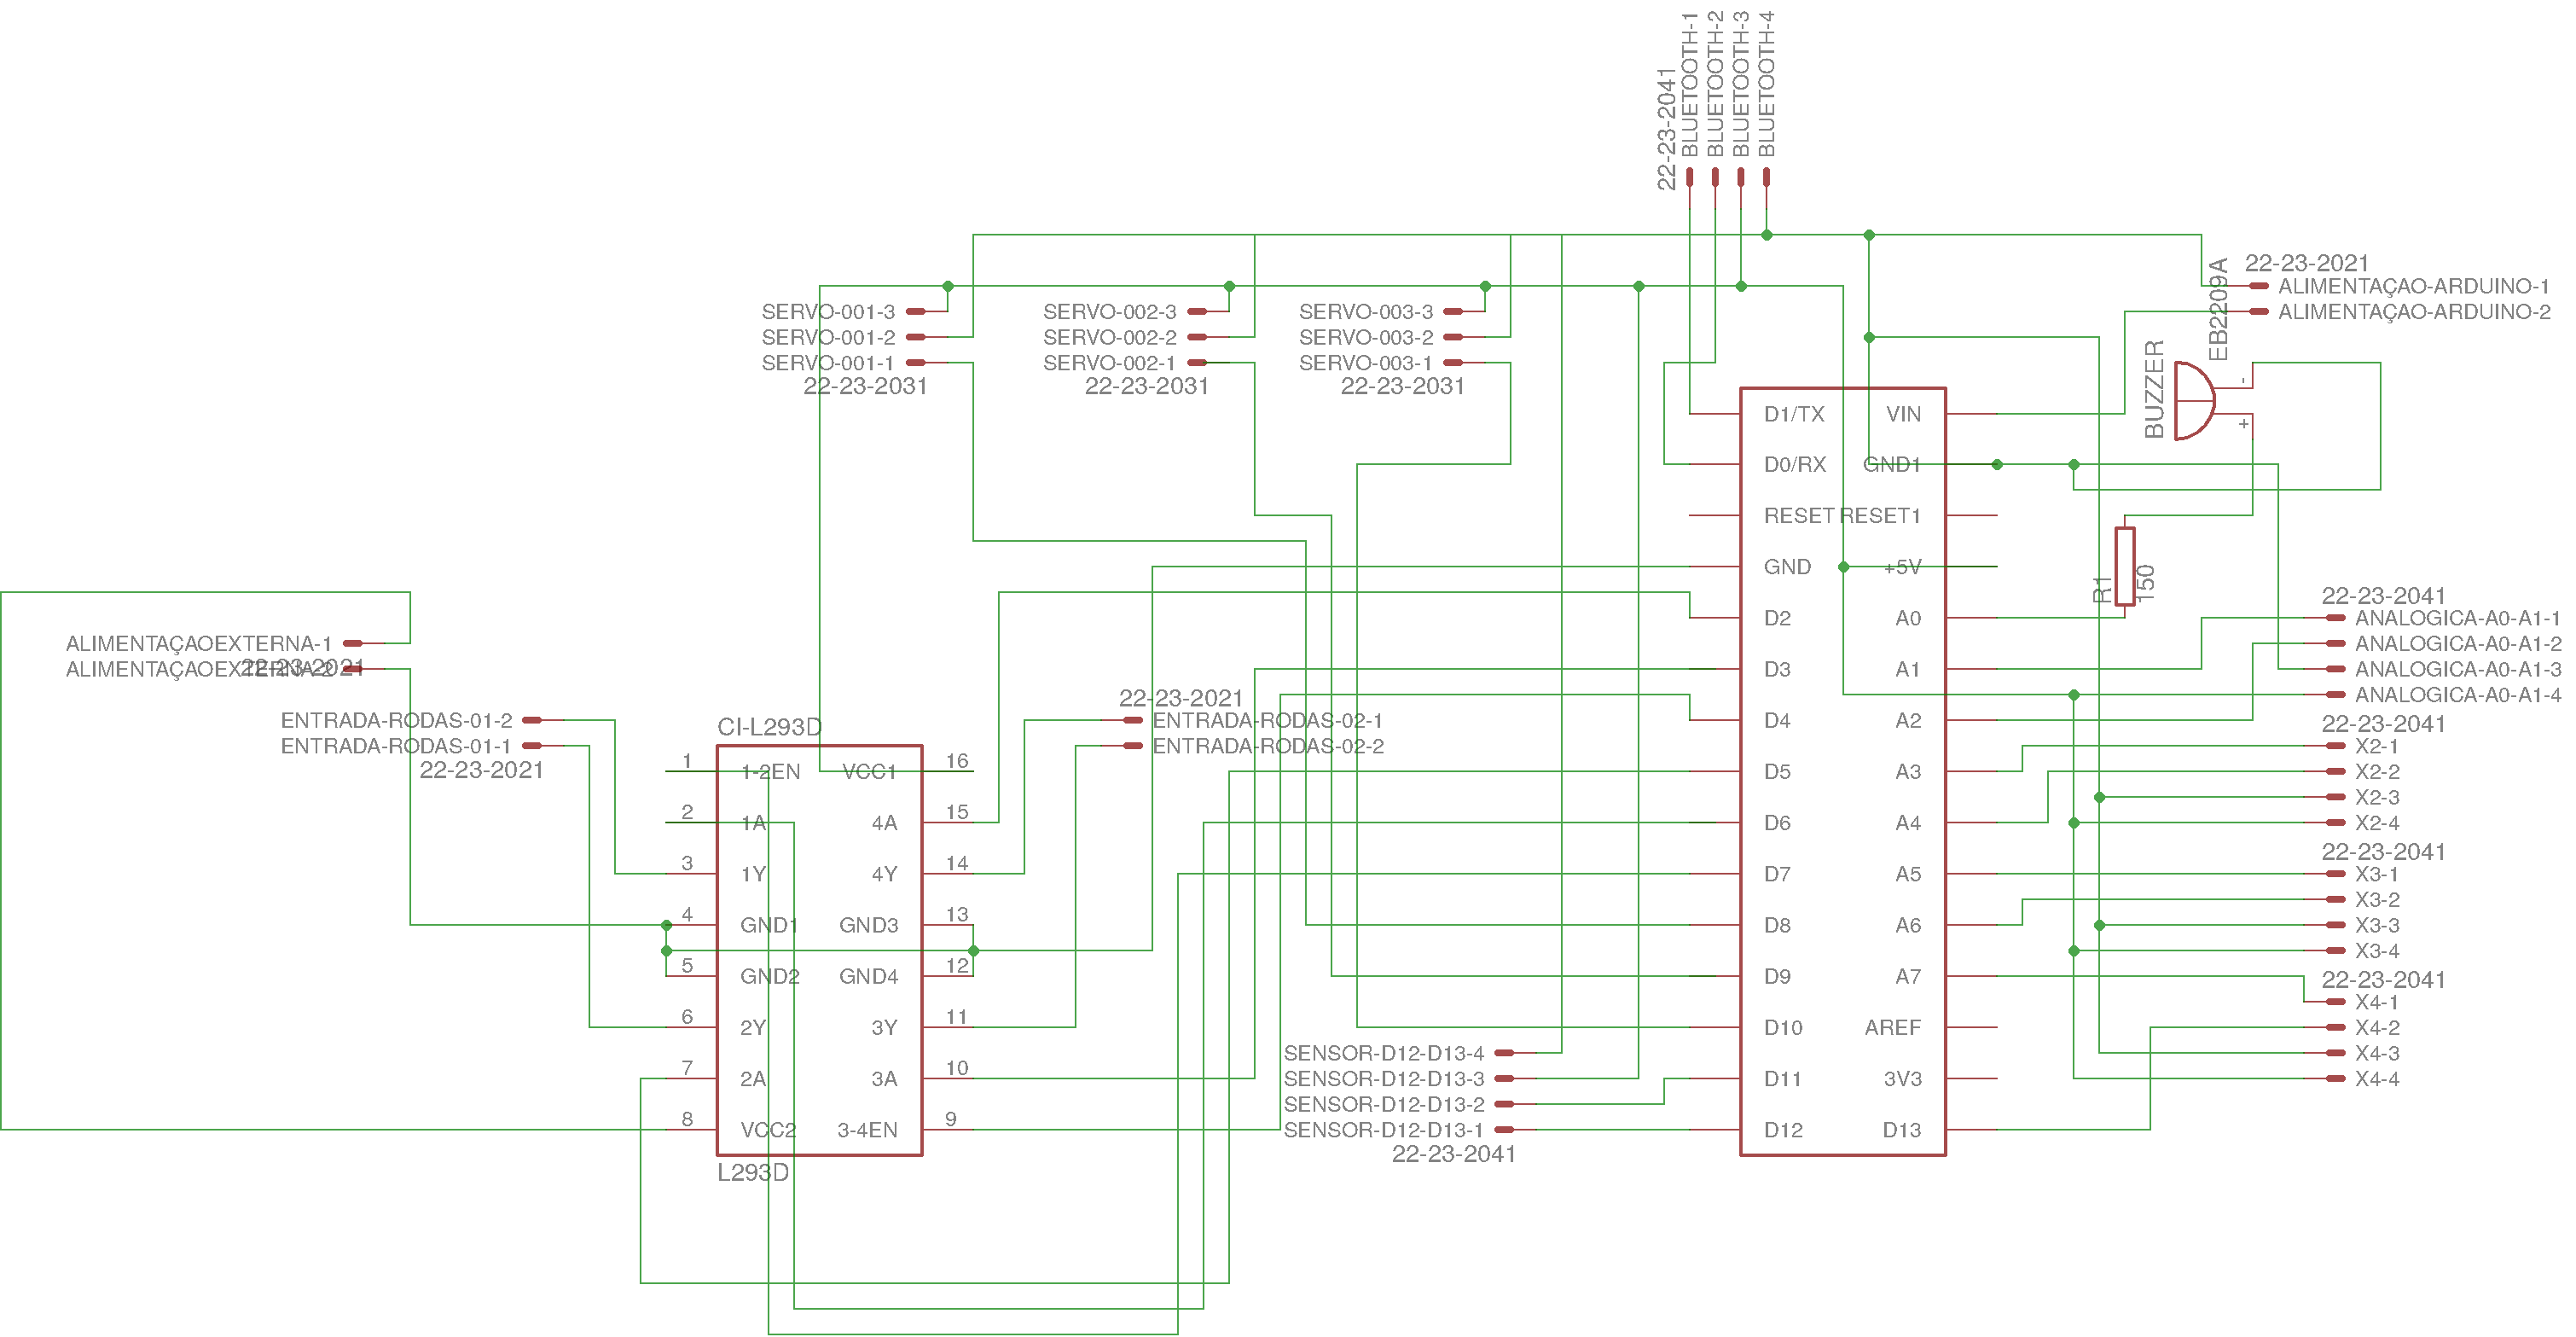 22-23-2041
BLUETOOTH-1
BLUETOOTH-2
BLUETOOTH-3
BLUETOOTH-4
SERVO-001-3
SERVO-001-2
SERVO-001-1
22-23-2031
SERVO-002-3
SERVO-002-2
SERVO-002-1
22-23-2031
SERVO-003-3
SERVO-003-2
SERVO-003-1
22-23-2031
22-23-2021
ALIMENTAÇAO-ARDUINO-1
ALIMENTAÇAO-ARDUINO-2
EB2209A
BUZZER
-
+
R1
150
ALIMENTAÇAOEXTERNA-1
ALIMENTAÇAOEXTERNA-2
22-23-2021
ENTRADA-RODAS-01-2
ENTRADA-RODAS-01-1
22-23-2021
22-23-2021
ENTRADA-RODAS-02-1
ENTRADA-RODAS-02-2
CI-L293D
1 1-2EN VCC1 16
2 1A 4A 15
3 1Y 4Y 14
4 GND1 GND3 13
5 GND2 GND4 12
6 2Y 3Y 11
7 2A 3A 10
8 VCC2 3-4EN 9
L293D
D1/TX VIN
D0/RX GND1
RESET RESET1
GND +5V
D2 A0
D3 A1
D4 A2
D5 A3
D6 A4
D7 A5
D8 A6
D9 A7
D10 AREF
D11 3V3
D12 D13
SENSOR-D12-D13-4
SENSOR-D12-D13-3
SENSOR-D12-D13-2
SENSOR-D12-D13-1
22-23-2041
22-23-2041
ANALOGICA-A0-A1-1
ANALOGICA-A0-A1-2
ANALOGICA-A0-A1-3
ANALOGICA-A0-A1-4
22-23-2041
X2-1
X2-2
X2-3
X2-4
22-23-2041
X3-1
X3-2
X3-3
X3-4
22-23-2041
X4-1
X4-2
X4-3
X4-4